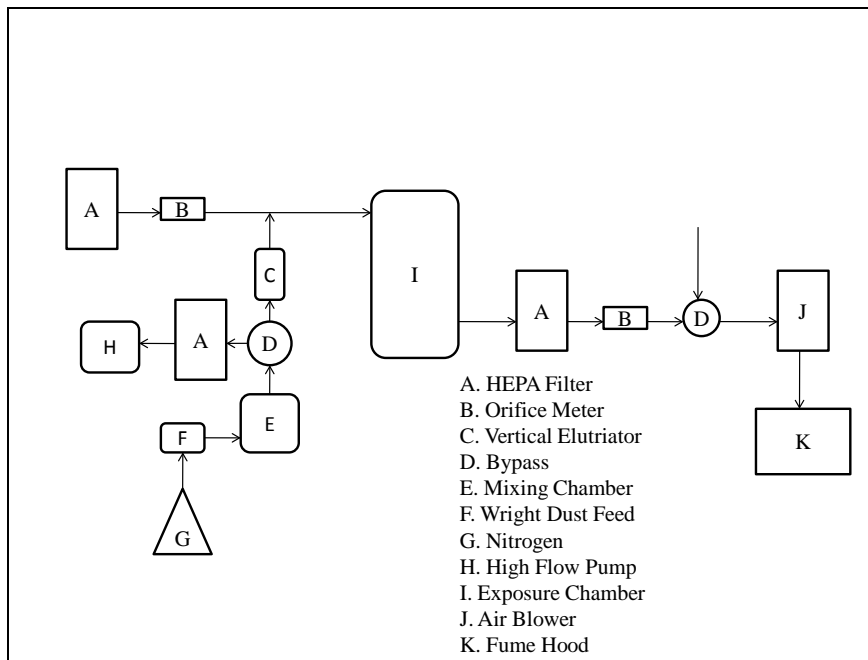 A
B
C
I
H
A
D
A
B
D
J
F
E
G
K
A. HEPA Filter
B. Orifice Meter
C. Vertical Elutriator
D. Bypass
E. Mixing Chamber
F. Wright Dust Feed
G. Nitrogen
H. High Flow Pump
I. Exposure Chamber
J. Air Blower
K. Fume Hood